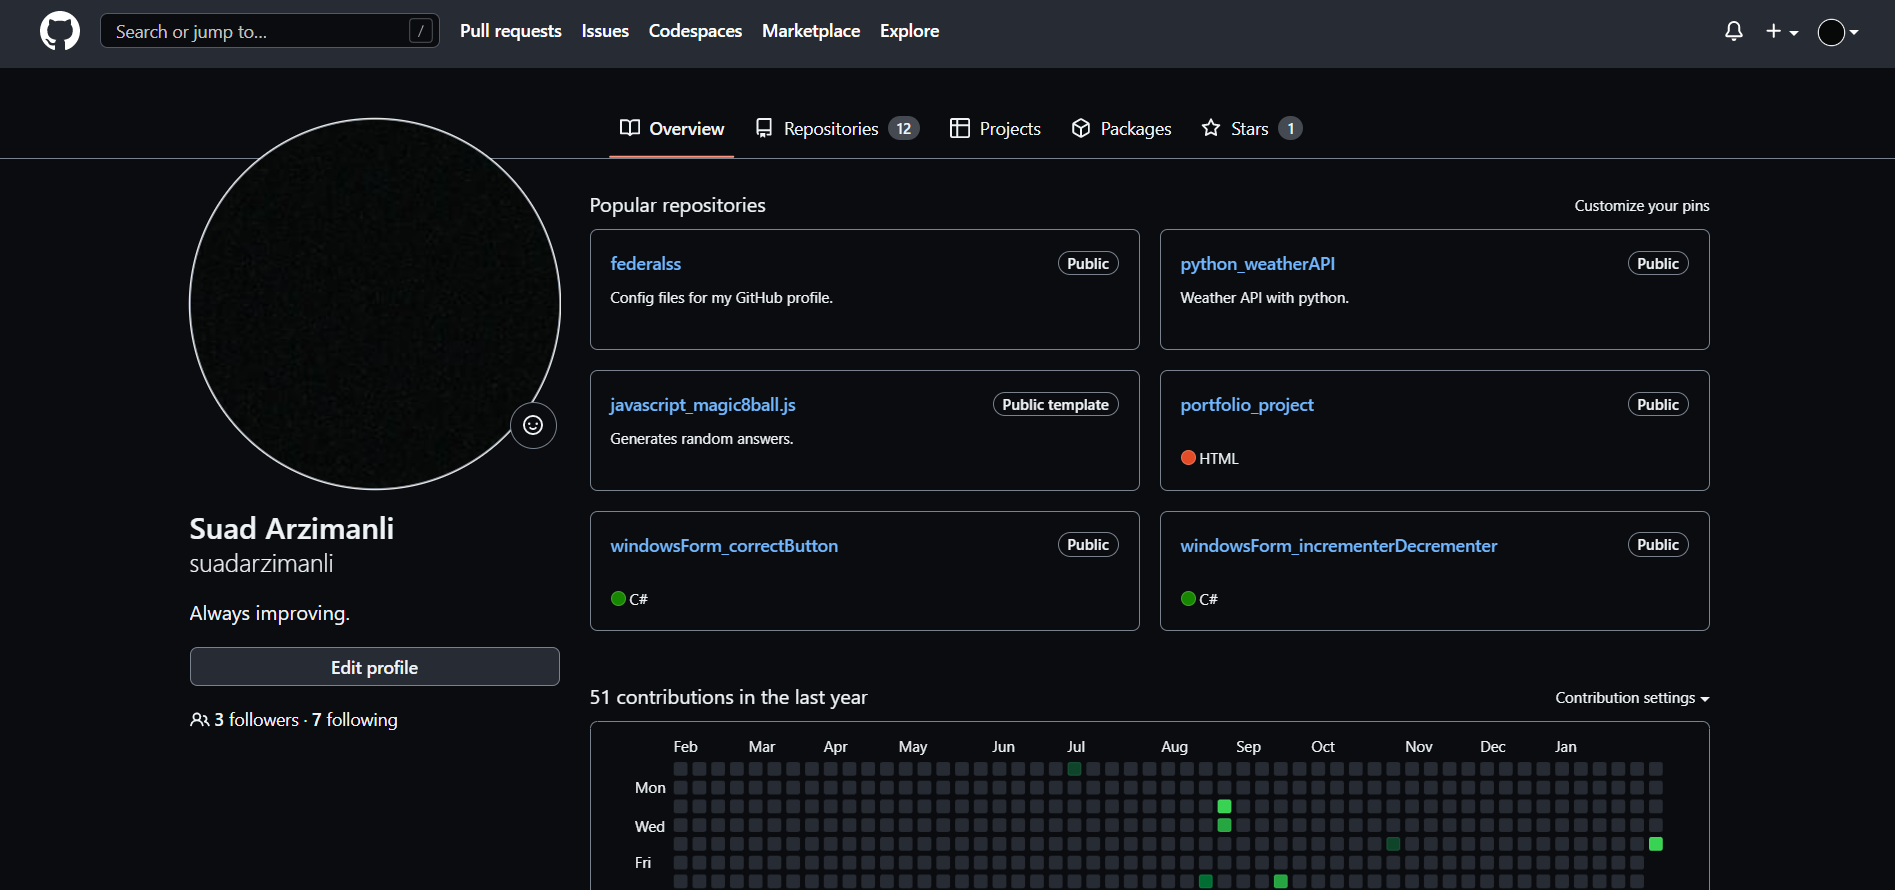 Search or jump to... /
Pull requests Issues Codespaces Marketplace Explore
Overview Repositories 12 Projects Packages Stars 1
Suad Arzimanli
suadarzimanli
Always improving.
Edit profile
3 followers · 7 following
Popular repositories
Customize your pins
federalss Public
Config files for my GitHub profile.
python_weatherAPI Public
Weather API with python.
javascript_magic8ball.js Public template
Generates random answers.
portfolio_project Public
HTML
windowsForm_correctButton Public
C#
windowsForm_incrementerDecrementer Public
C#
51 contributions in the last year
Contribution settings
Feb Mar Apr May Jun Jul Aug Sep Oct Nov Dec Jan
Mon
Wed
Fri